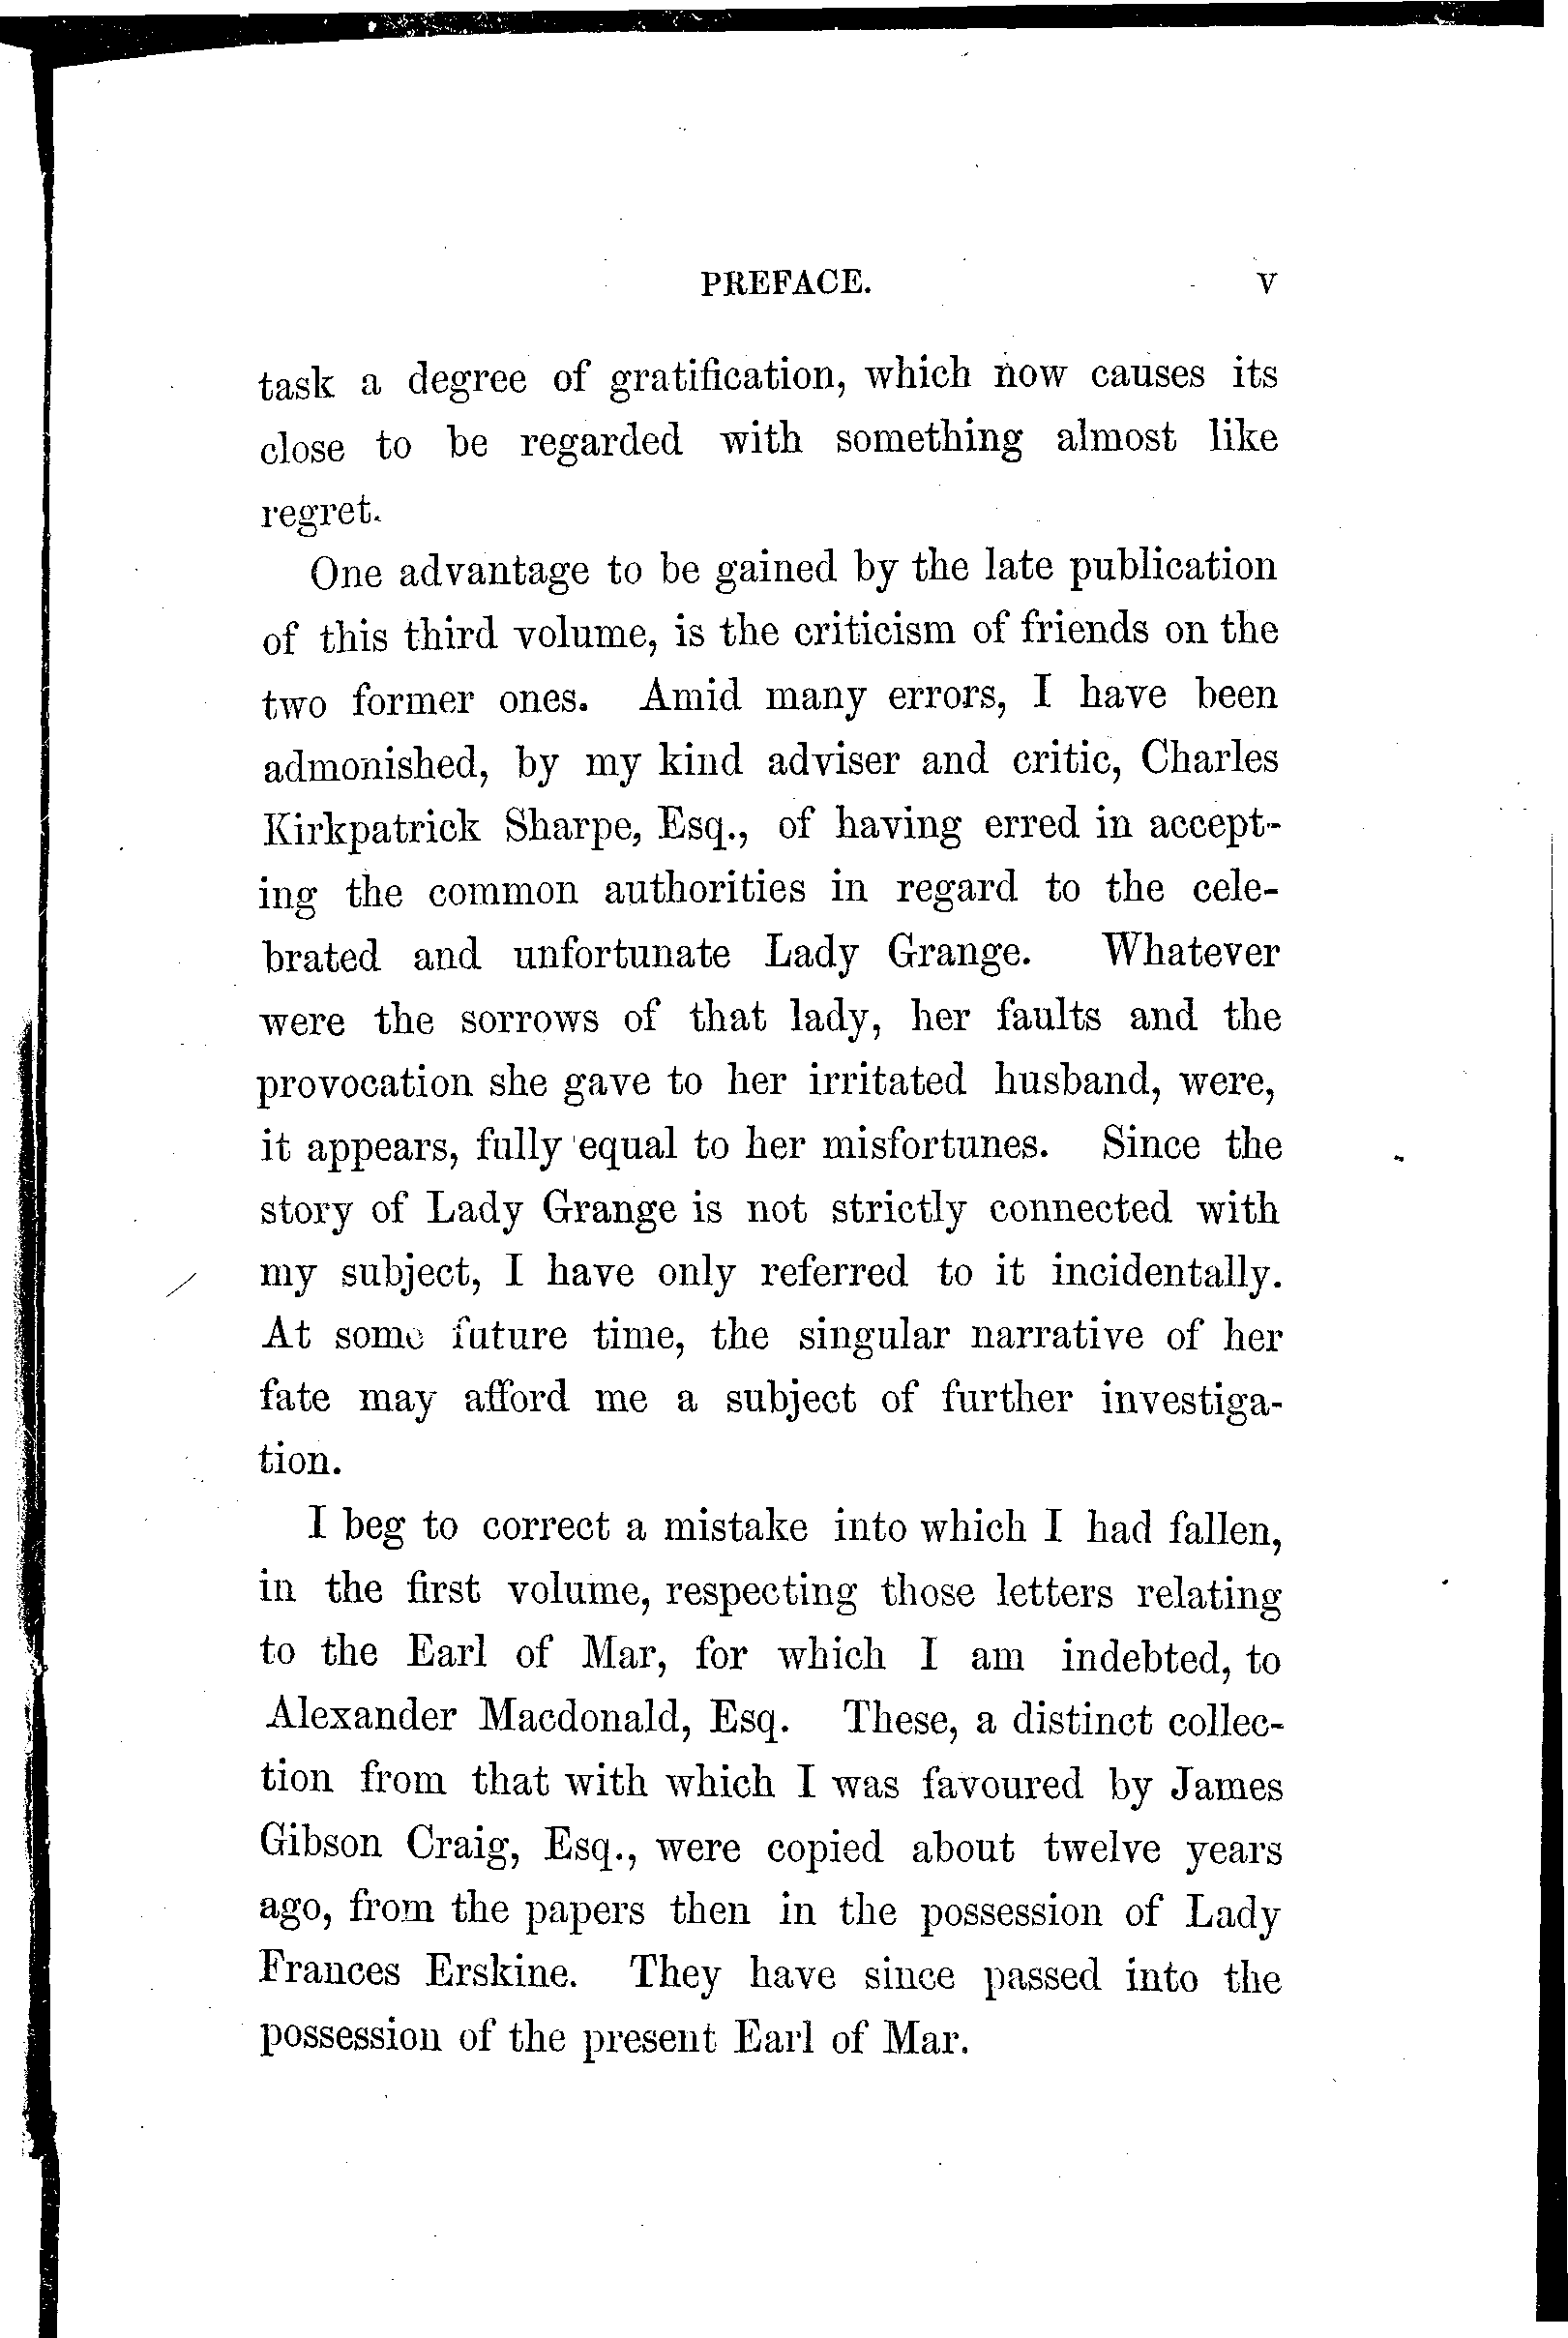 PREFACE. V
task a degree of gratification, which now causes its
close to be regarded with something almost like
regret.
One advantage to be gained by the late publication
of this third volume, is the criticism of friends on the
two former ones. Amid many errors, I have been
admonished, by my kind adviser and critic, Charles
Kirkpatrick Sharpe, Esq., of having erred in accept-
ing the common authorities in regard to the cele-
brated and unfortunate Lady Grange. Whatever
were the sorrows of that lady, her faults and the
provocation she gave to her irritated husband, were,
it appears, fully equal to her misfortunes. Since the
story of Lady Grange is not strictly connected with
my subject, I have only referred to it incidentally.
At some future time, the singular narrative of her
fate may afford me a subject of further investiga-
tion.
I beg to correct a mistake into which I had fallen,
in the first volume, respecting those letters relating
to the Earl of Mar, for which I am indebted, to
Alexander Macdonald, Esq. These, a distinct collec-
tion from that with which I was favoured by James
Gibson Craig, Esq., were copied about twelve years
ago, from the papers then in the possession of Lady
Frances Erskine. They have since passed into the
possession of the present Earl of Mar.